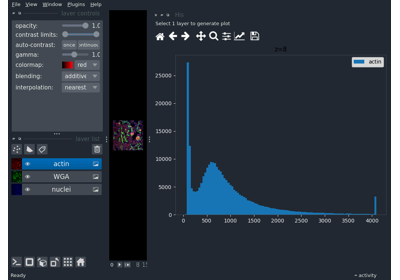 File View Window Plugins Help
layer controls
opacity: 1.0
contrast limits:
auto-contrast: once
gamma: 1.0
colormap: red
blending: additive
interpolation: nearest
layer list
actin
WGA
nuclei
Ready
Select 1 layer to generate plot
z=8
actin
25000
20000
15000
10000
5000
0
0 500 1000 1500 2000 2500 3000 3500 4000
activity